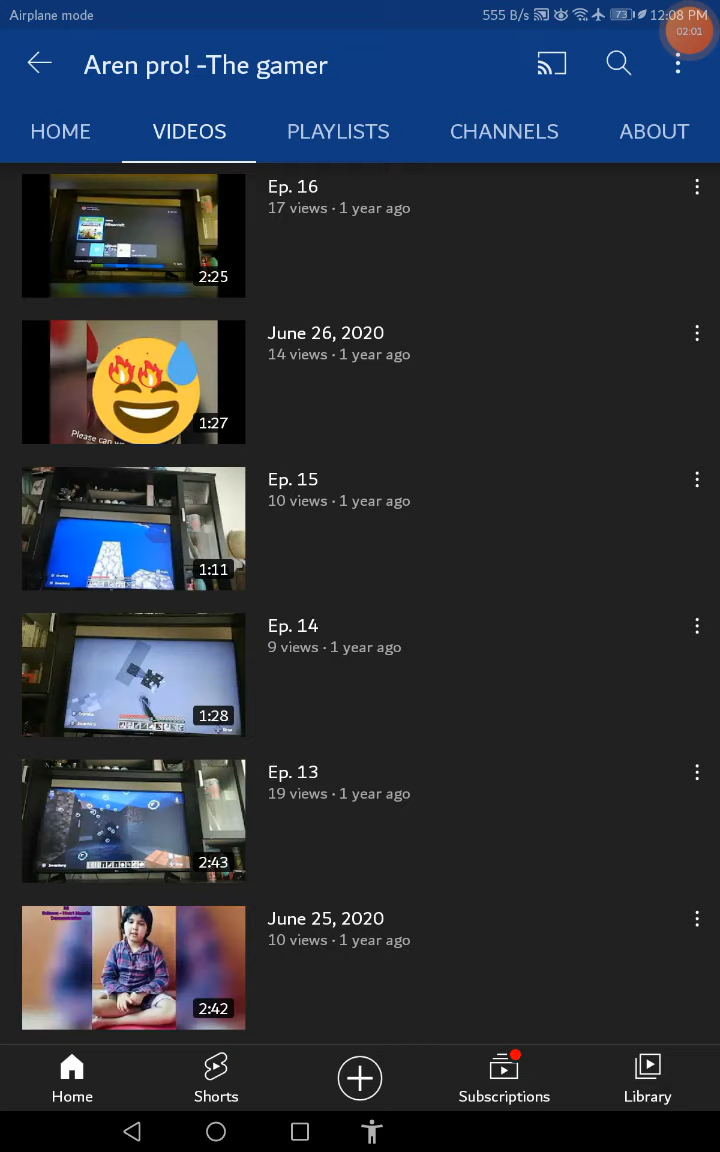 Airplane mode
555 B/s
73
12:08 PM
02:01
Aren pro! -The gamer
HOME
VIDEOS
PLAYLISTS
CHANNELS
ABOUT
Ep. 16
17 views · 1 year ago
2:25
June 26, 2020
14 views · 1 year ago
Please can
1:27
Ep. 15
10 views · 1 year ago
1:11
Ep. 14
9 views · 1 year ago
1:28
Ep. 13
19 views · 1 year ago
2:43
June 25, 2020
10 views · 1 year ago
2:42
Home
Shorts
Subscriptions
Library